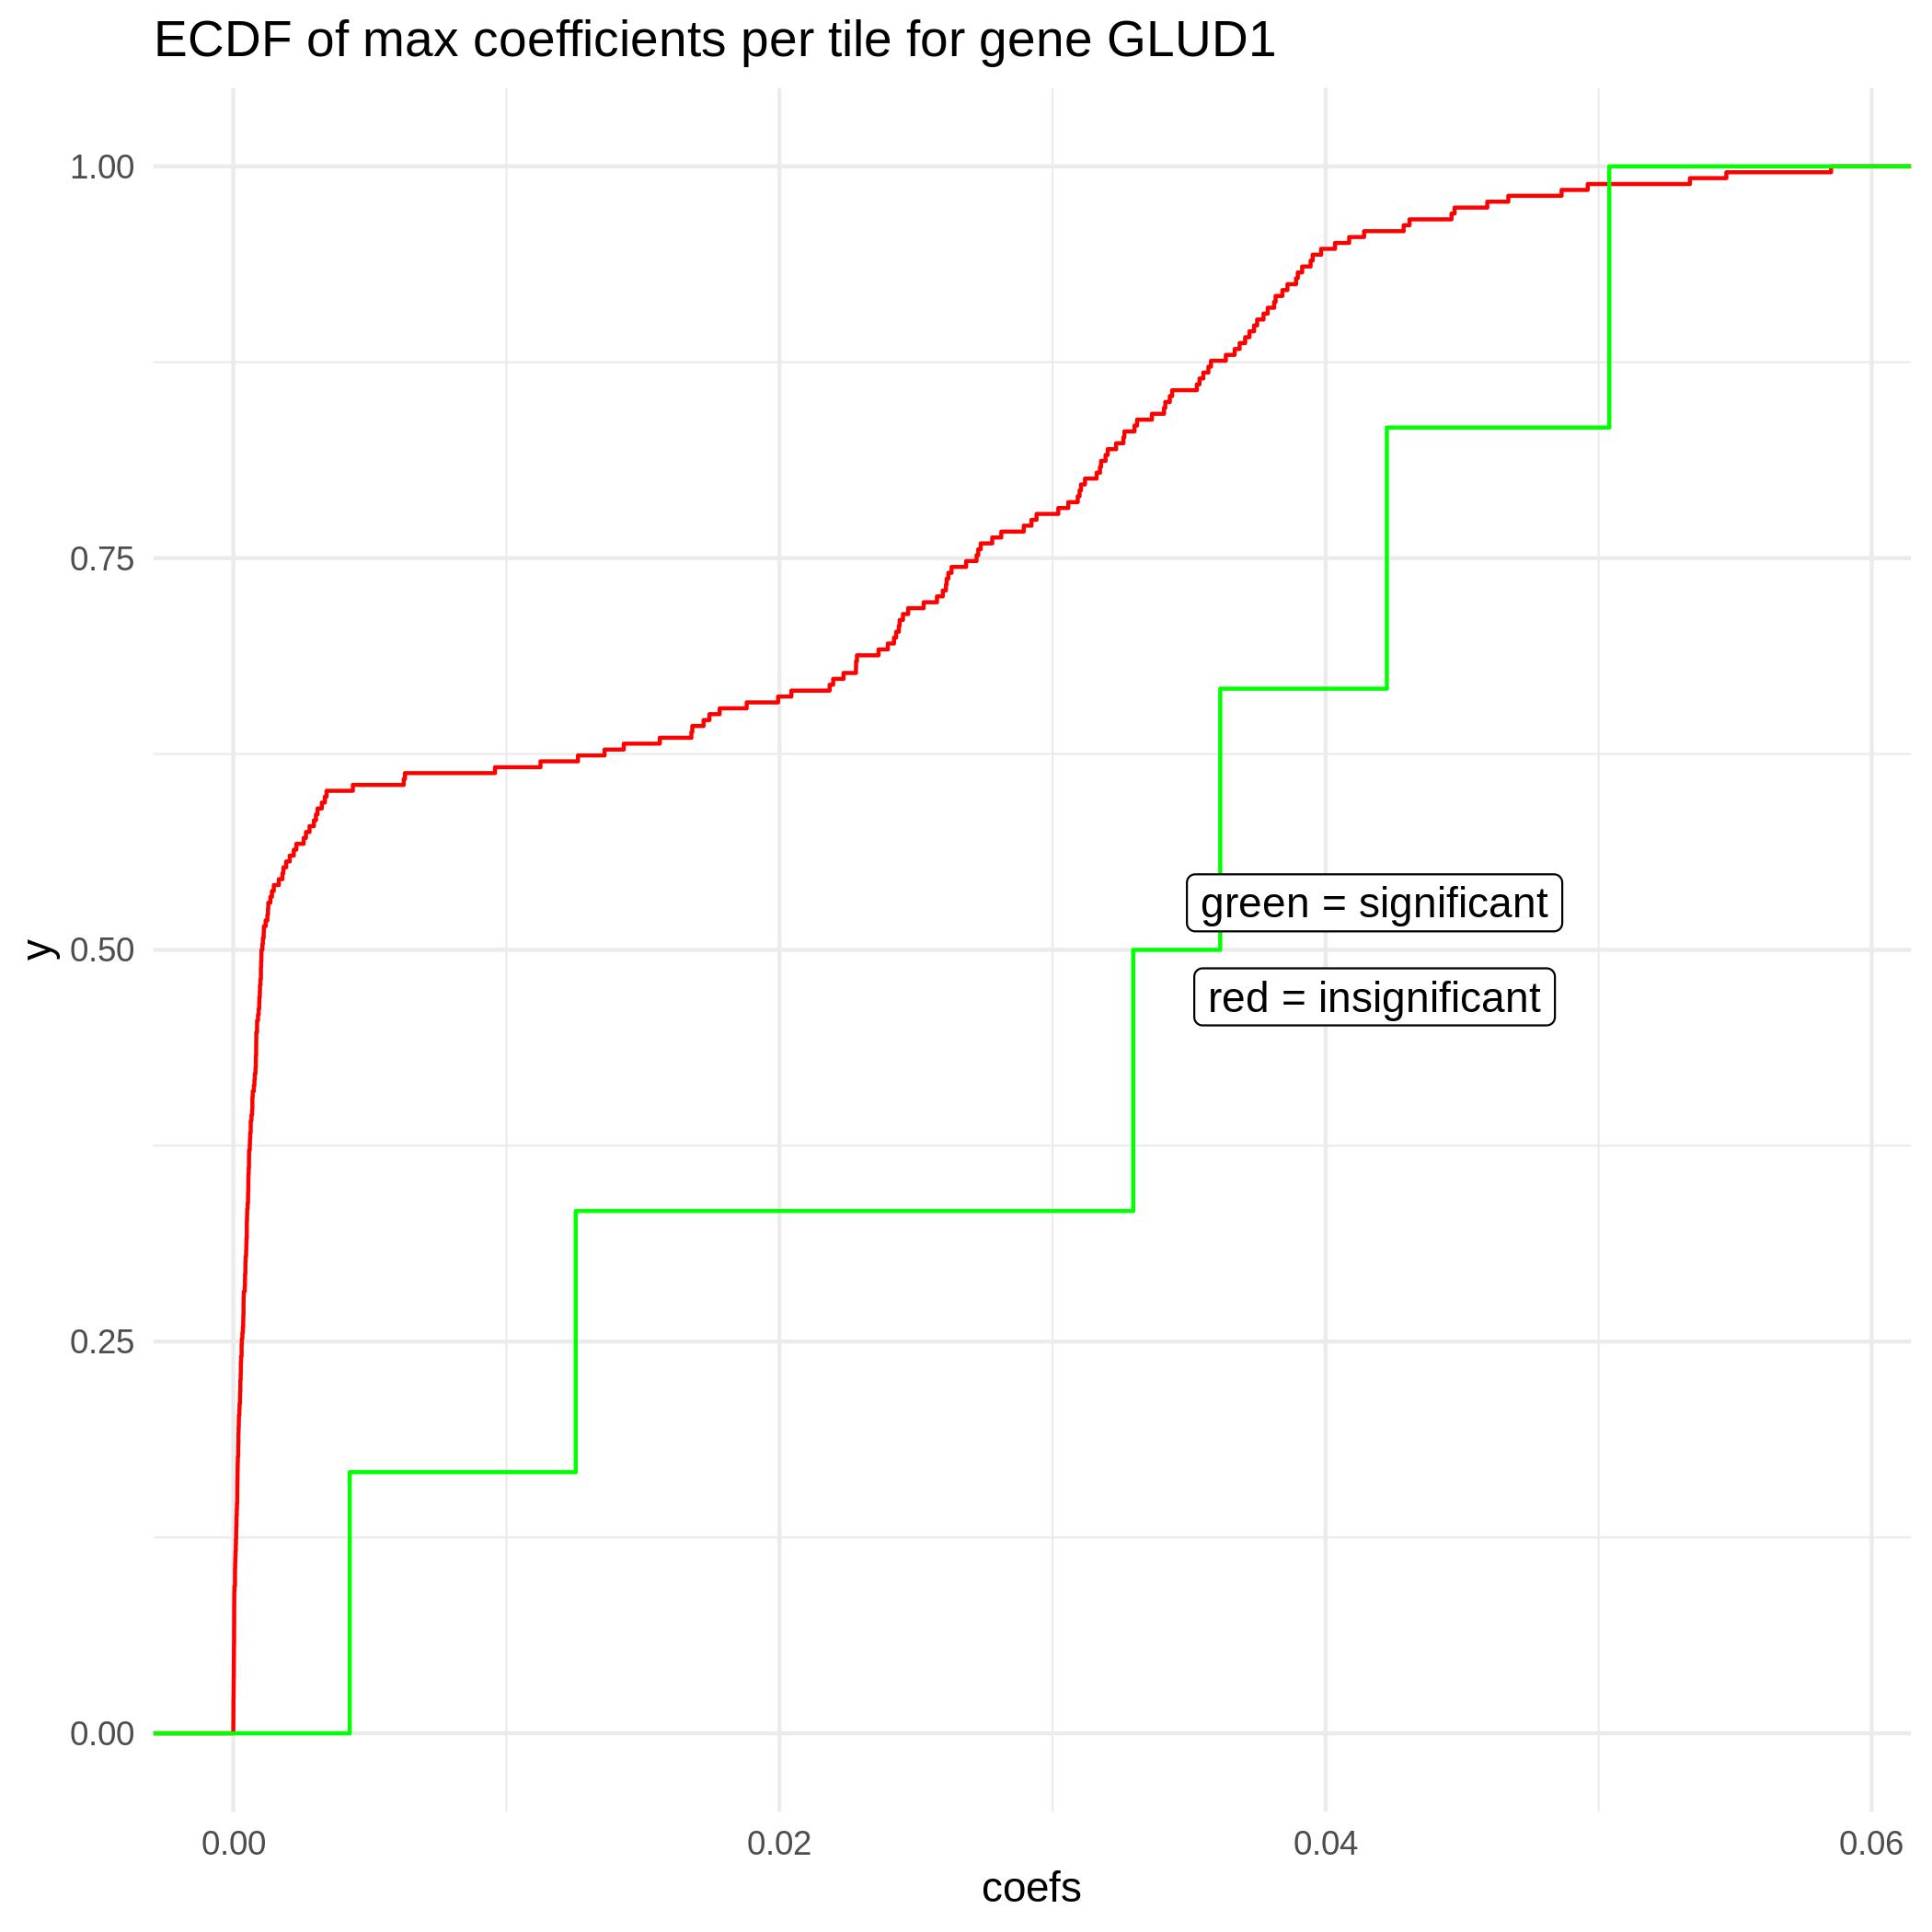 ECDF of max coefficients per tile for gene GLUD1
1.00
0.75
0.50
0.25
0.00
y
green = significant
red = insignificant
0.00
0.02
0.04
0.06
coefs